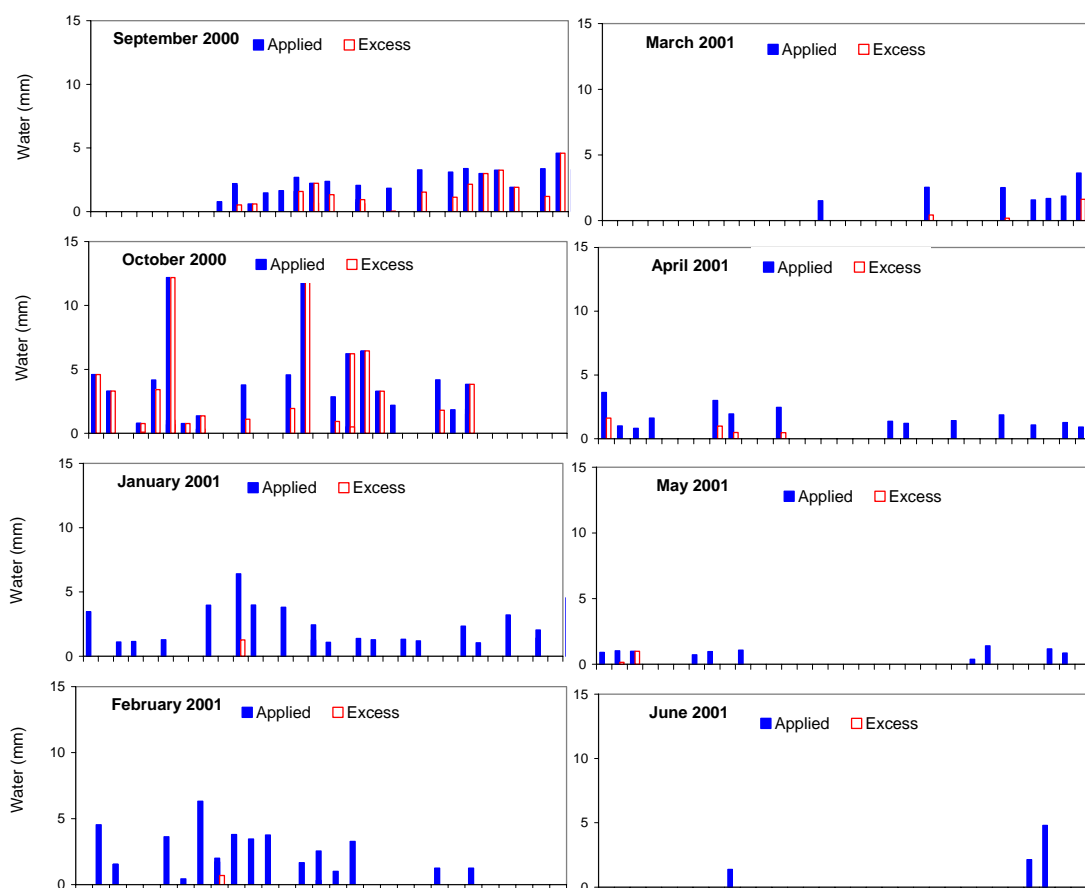 15
10
5
0
Water (mm)
September 2000
Applied
Excess
15
10
5
0
March 2001
Applied
Excess
15
10
5
0
Water (mm)
October 2000
Applied
Excess
15
10
5
0
April 2001
Applied
Excess
15
10
5
0
Water (mm)
January 2001
Applied
Excess
15
10
5
0
May 2001
Applied
Excess
15
10
5
0
Water (mm)
February 2001
Applied
Excess
15
10
5
0
June 2001
Applied
Excess